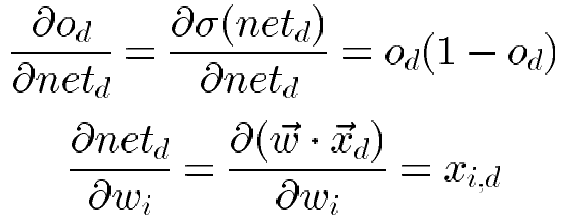 ∂o_d/∂net_d = ∂σ(net_d)/∂net_d = o_d(1 − o_d)
∂net_d/∂w_i = ∂(w⃗ · x⃗_d)/∂w_i = x_{i,d}